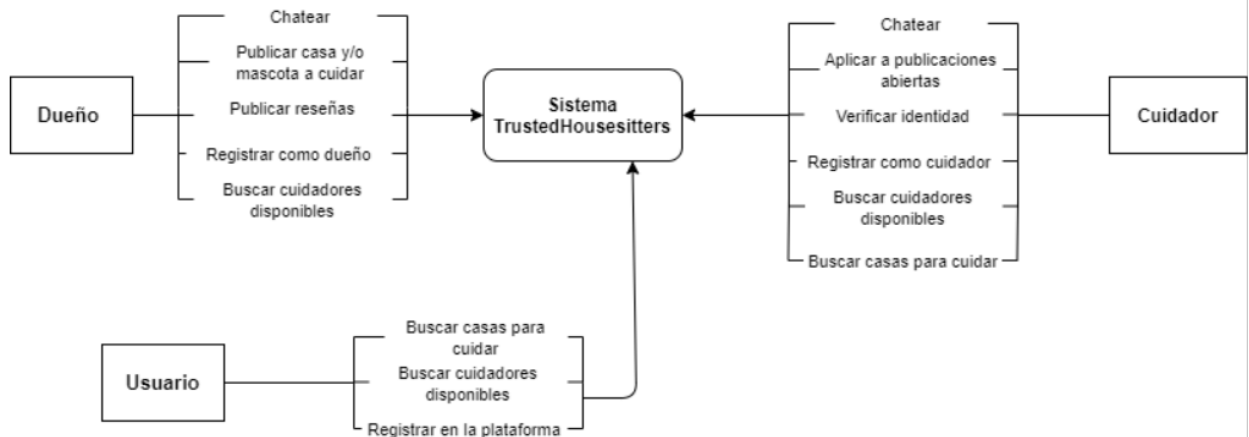 Chatear
Publicar casa y/o
mascota a cuidar
Dueño
Publicar reseñas
Registrar como dueño
Buscar cuidadores
disponibles
Sistema
TrustedHousesitters
Chatear
Aplicar a publicaciones
abiertas
Verificar identidad
Cuidador
Registrar como cuidador
Buscar cuidadores
disponibles
Buscar casas para cuidar
Usuario
Buscar casas para
cuidar
Buscar cuidadores
disponibles
Registrar en la plataforma